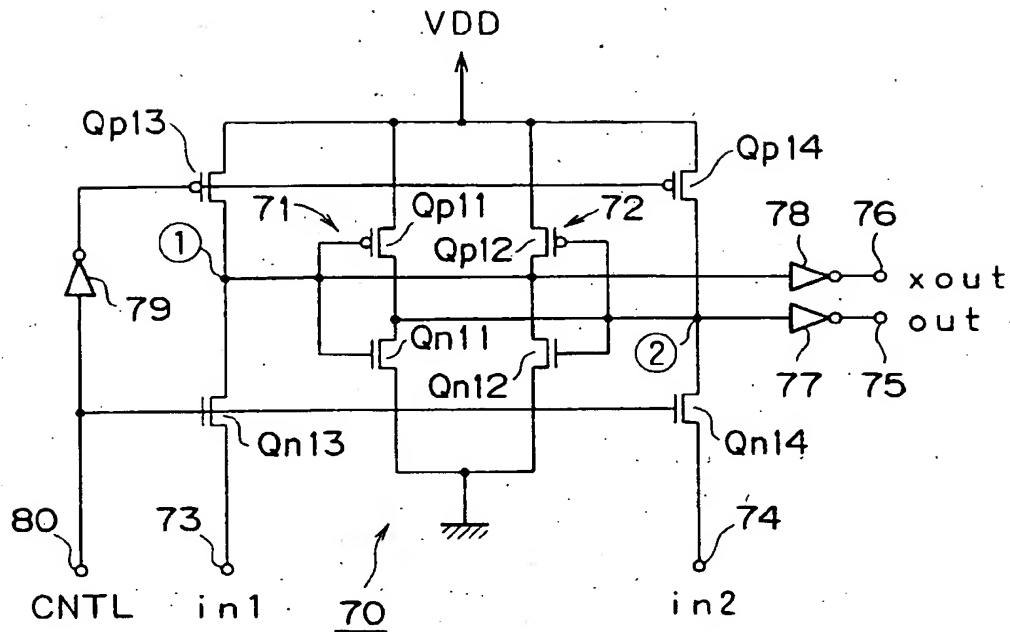 VDD
Qp13
Qp14
71
Qp11
Qp12
72
78
76
①
xout
79
out
Qn11
②
Qn12
77
75
Qn13
Qn14
80
73
74
CNTL
in1
70
in2